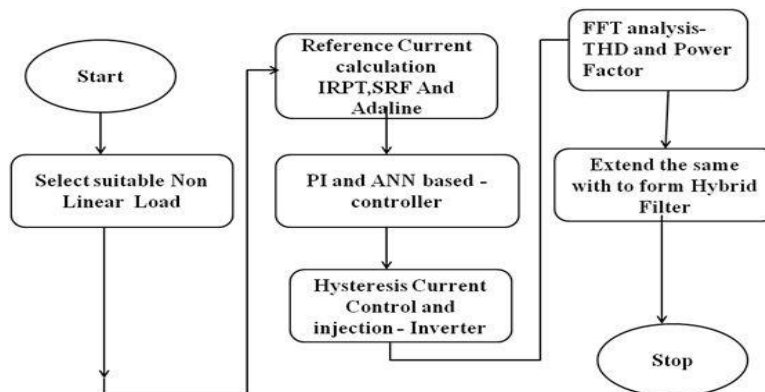 Start
Select suitable Non
Linear Load
Reference Current
calculation
IRPT,SRF And
Adaline
PI and ANN based -
controller
Hysteresis Current
Control and
injection - Inverter
FFT analysis-
THD and Power
Factor
Extend the same
with to form Hybrid
Filter
Stop